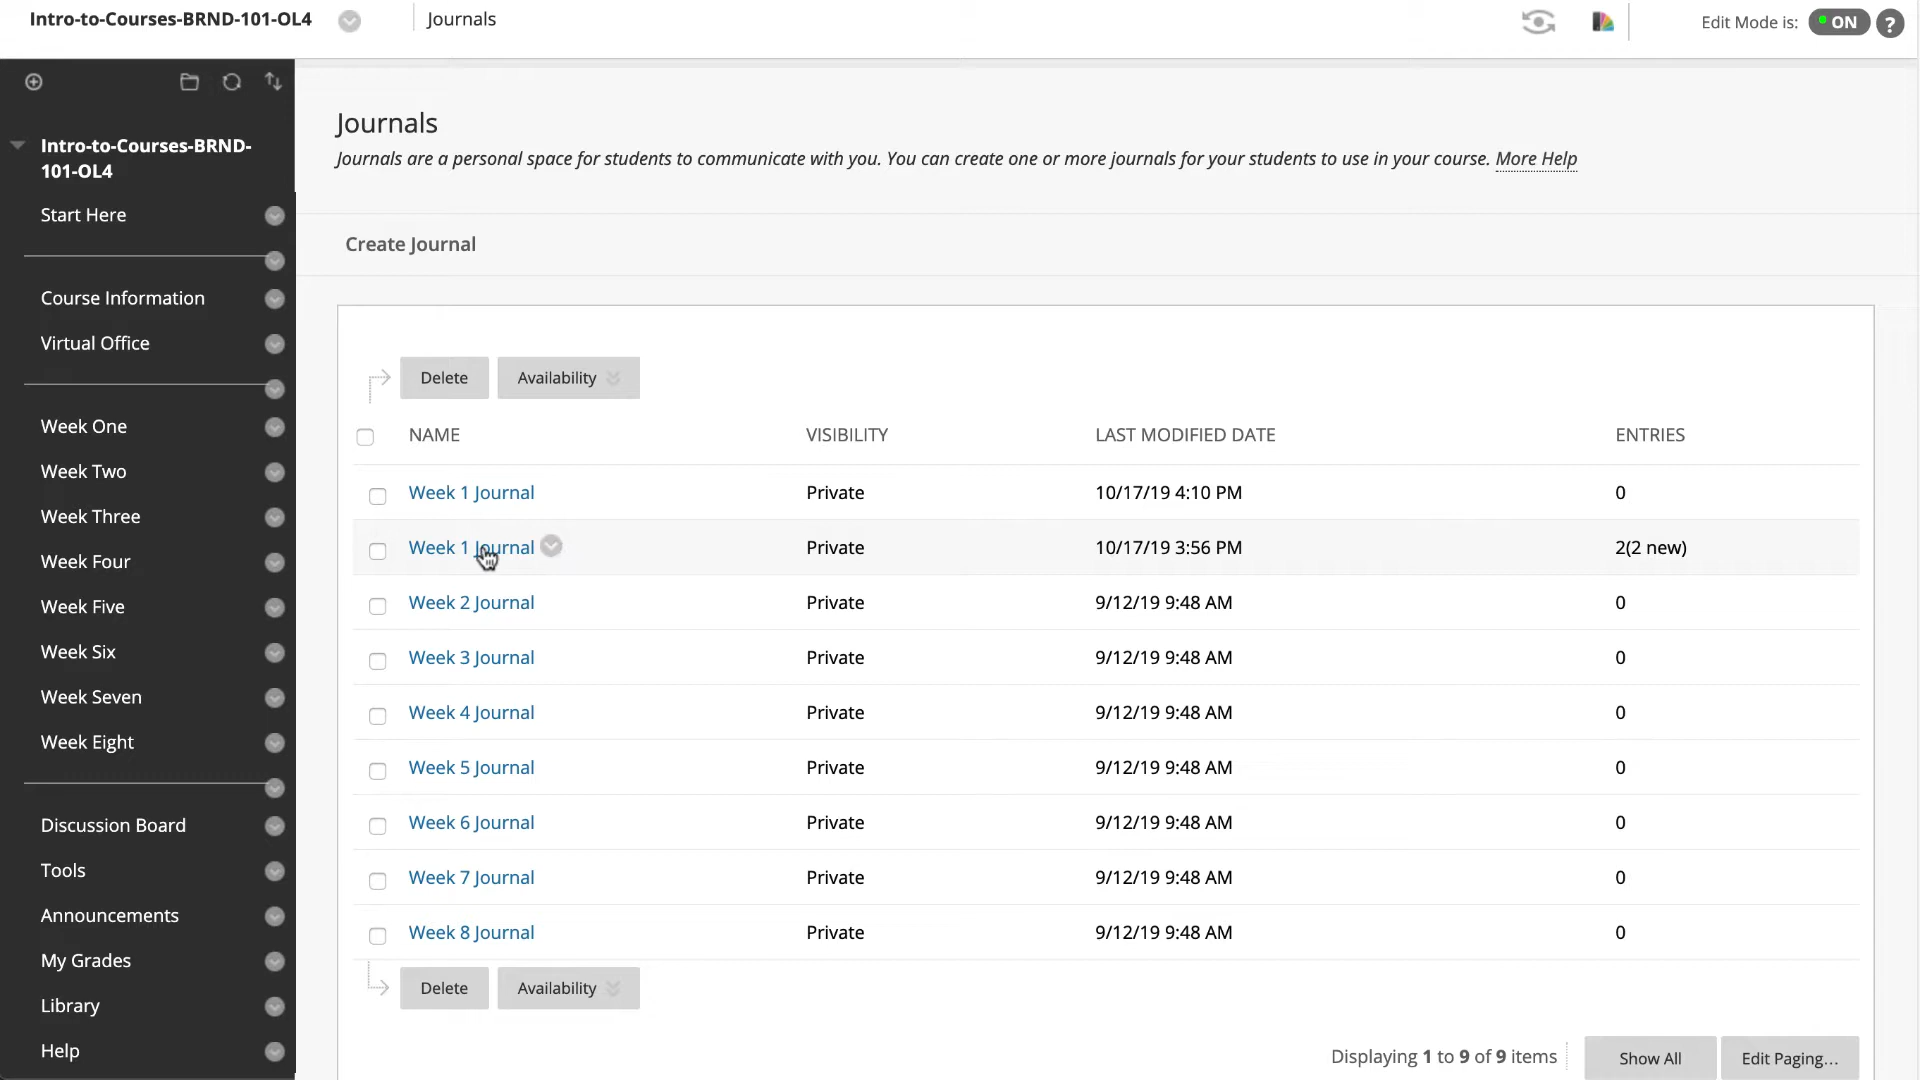 Intro-to-Courses-BRND-101-OL4
Journals
Edit Mode is:
ON
?
Intro-to-Courses-BRND-
101-OL4
Start Here
Course Information
Virtual Office
Week One
Week Two
Week Three
Week Four
Week Five
Week Six
Week Seven
Week Eight
Discussion Board
Tools
Announcements
My Grades
Library
Help
Journals
Journals are a personal space for students to communicate with you. You can create one or more journals for your students to use in your course. More Help
Create Journal
Delete Availability
NAME VISIBILITY LAST MODIFIED DATE ENTRIES
Week 1 Journal Private 10/17/19 4:10 PM 0
Week 1 Journal Private 10/17/19 3:56 PM 2(2 new)
Week 2 Journal Private 9/12/19 9:48 AM 0
Week 3 Journal Private 9/12/19 9:48 AM 0
Week 4 Journal Private 9/12/19 9:48 AM 0
Week 5 Journal Private 9/12/19 9:48 AM 0
Week 6 Journal Private 9/12/19 9:48 AM 0
Week 7 Journal Private 9/12/19 9:48 AM 0
Week 8 Journal Private 9/12/19 9:48 AM 0
Delete Availability
Displaying 1 to 9 of 9 items Show All Edit Paging...